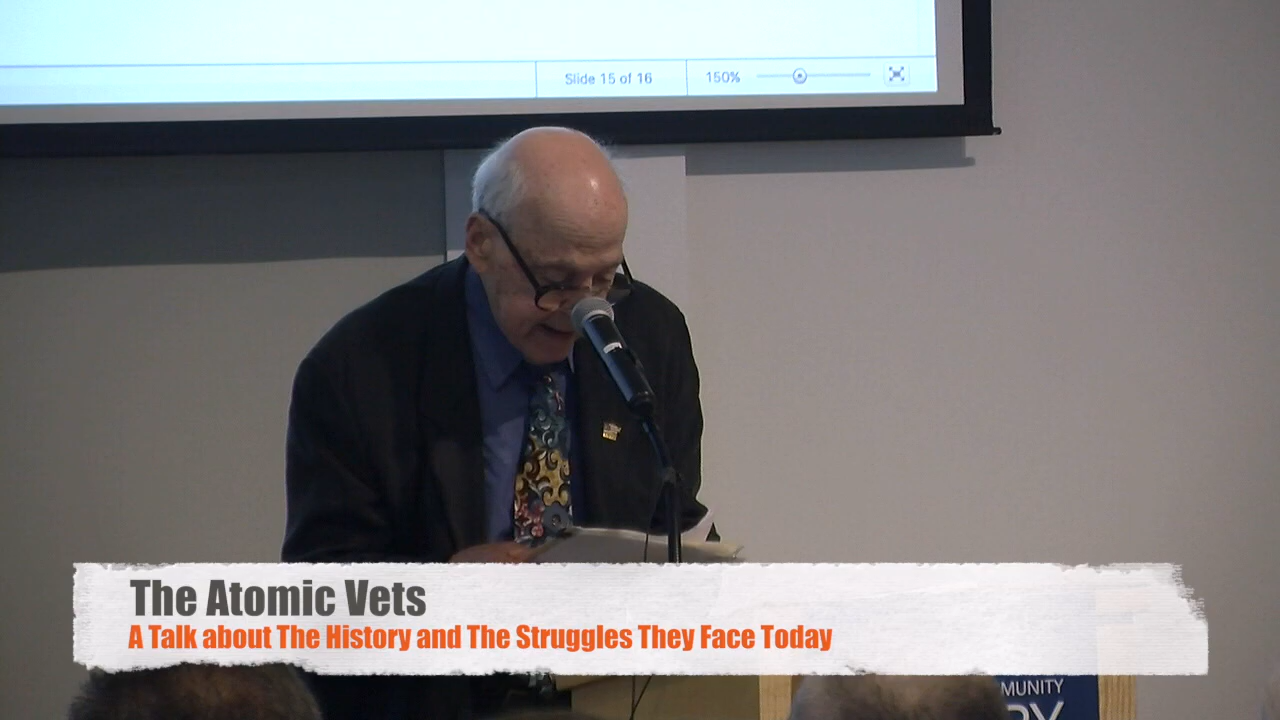 Slide 15 of 16
150%
The Atomic Vets
A Talk about The History and The Struggles They Face Today
MUNITY
RY